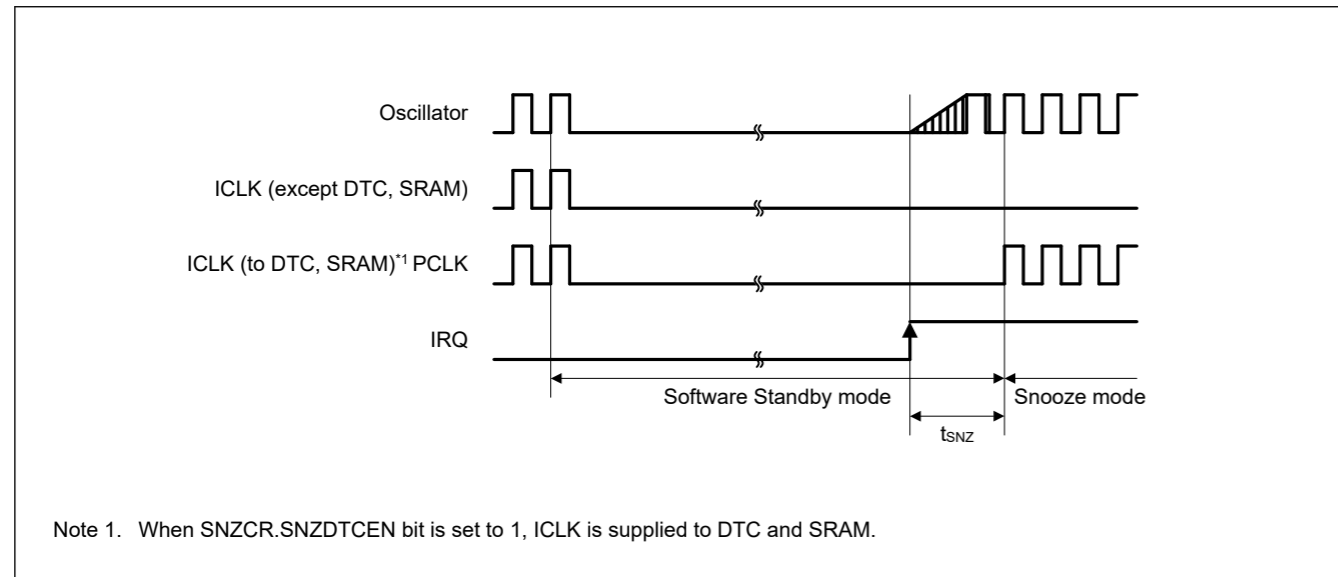 Oscillator
ICLK (except DTC, SRAM)
ICLK (to DTC, SRAM)*1 PCLK
IRQ
Software Standby mode
Snooze mode
tSNZ
Note 1. When SNZCR.SNZDTCEN bit is set to 1, ICLK is supplied to DTC and SRAM.